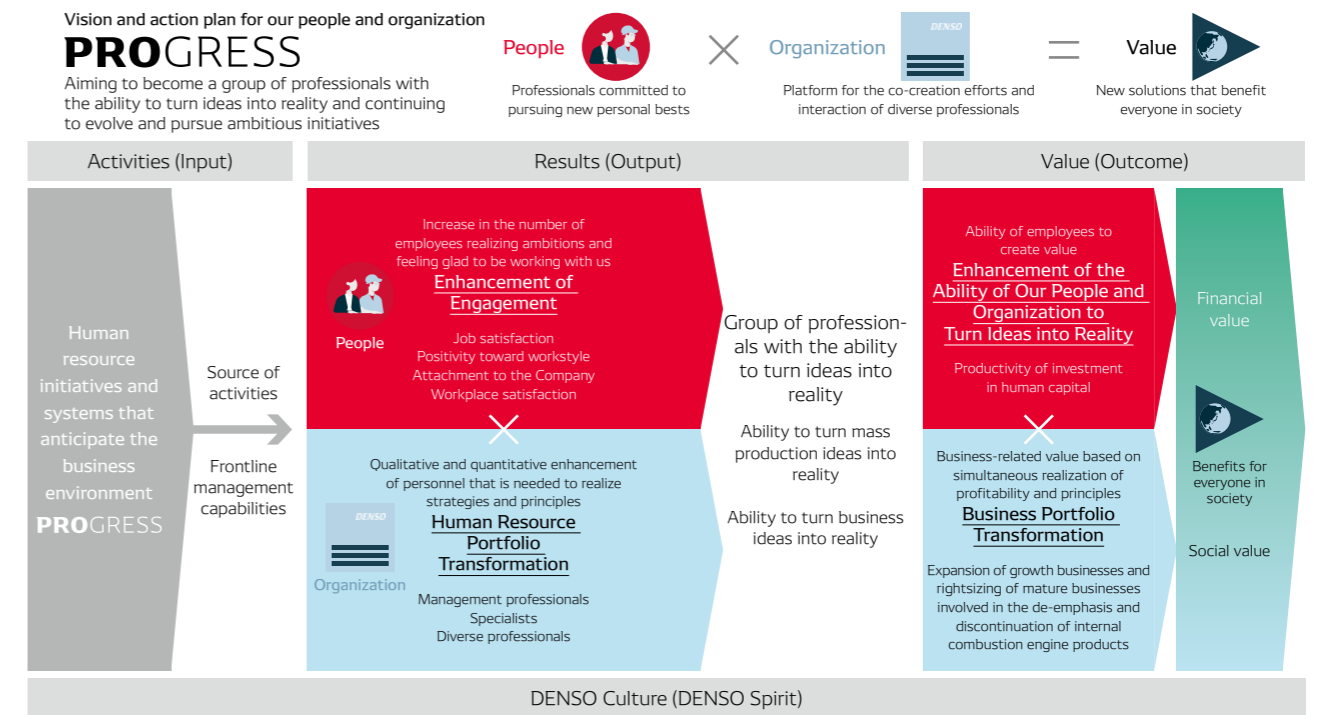 Vision and action plan for our people and organization
PROGRESS
Aiming to become a group of professionals with
the ability to turn ideas into reality and continuing
to evolve and pursue ambitious initiatives
People
Professionals committed to
pursuing new personal bests
Organization
DENSO
Platform for the co-creation efforts and
interaction of diverse professionals
Value
New solutions that benefit
everyone in society
Activities (Input)
Results (Output)
Value (Outcome)
Human
resource
initiatives and
systems that
anticipate the
business
environment
PROGRESS
Source of
activities
Frontline
management
capabilities
Increase in the number of
employees realizing ambitions and
feeling glad to be working with us
Enhancement of
Engagement
People
Job satisfaction
Positivity toward workstyle
Attachment to the Company
Workplace satisfaction
Qualitative and quantitative enhancement
of personnel that is needed to realize
strategies and principles
DENSO
Organization
Human Resource
Portfolio
Transformation
Management professionals
Specialists
Diverse professionals
Group of profession-
als with the ability
to turn ideas into
reality
Ability to turn mass
production ideas into
reality
Ability to turn business
ideas into reality
Ability of employees to
create value
Enhancement of the
Ability of Our People and
Organization to
Turn Ideas into Reality
Productivity of investment
in human capital
Business-related value based on
simultaneous realization of
profitability and principles
Business Portfolio
Transformation
Expansion of growth businesses and
rightsizing of mature businesses
involved in the de-emphasis and
discontinuation of internal
combustion engine products
Financial
value
Benefits for
everyone in
society
Social value
DENSO Culture (DENSO Spirit)